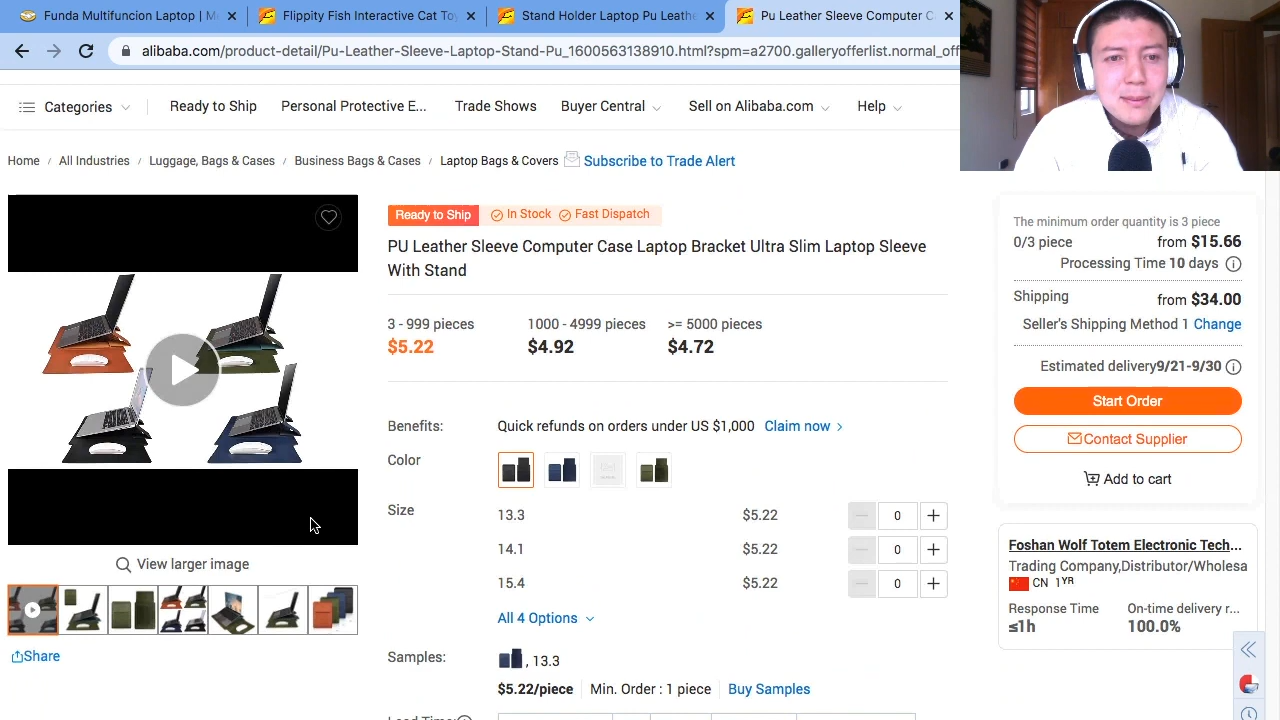 Funda Multifuncion Laptop | M
Flippity Fish Interactive Cat To
Stand Holder Laptop Pu Leathe
Pu Leather Sleeve Computer C
alibaba.com/product-detail/Pu-Leather-Sleeve-Laptop-Stand-Pu_1600563138910.html?spm=a2700.galleryofferlist.normal_off
Categories
Ready to Ship
Personal Protective E...
Trade Shows
Buyer Central
Sell on Alibaba.com
Help
Home / All Industries / Luggage, Bags & Cases / Business Bags & Cases / Laptop Bags & Covers
Subscribe to Trade Alert
Ready to Ship
In Stock
Fast Dispatch
PU Leather Sleeve Computer Case Laptop Bracket Ultra Slim Laptop Sleeve
With Stand
3 - 999 pieces
1000 - 4999 pieces
>= 5000 pieces
$5.22
$4.92
$4.72
Benefits:
Quick refunds on orders under US $1,000
Claim now >
Color
Size
13.3
$5.22
0
14.1
$5.22
0
15.4
$5.22
0
All 4 Options
Samples:
, 13.3
$5.22/piece
Min. Order : 1 piece
Buy Samples
Lead Time:
View larger image
Share
The minimum order quantity is 3 piece
0/3 piece
from $15.66
Processing Time 10 days
Shipping
from $34.00
Seller's Shipping Method 1 Change
Estimated delivery9/21-9/30
Start Order
Contact Supplier
Add to cart
Foshan Wolf Totem Electronic Tech...
Trading Company,Distributor/Wholesa
CN 1YR
Response Time
On-time delivery r...
≤1h
100.0%